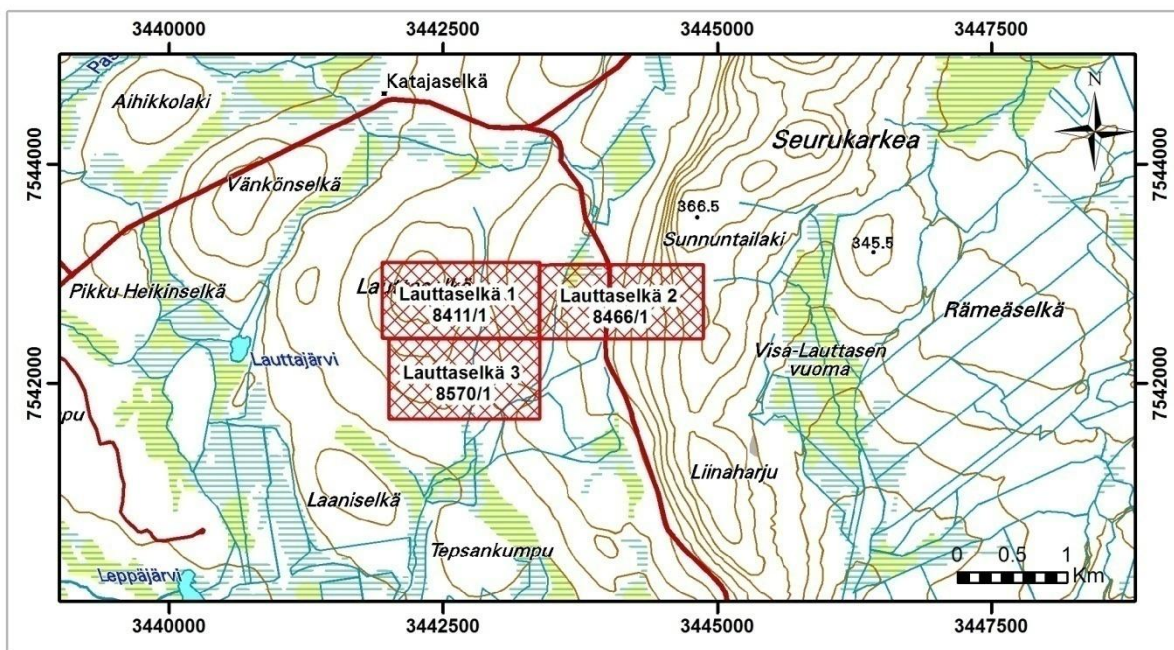 3440000
3442500
3445000
3447500
Katajaselkä
Aihikkolaki
N
Seurukarkea
7544000
7544000
Vänkönselkä
366.5
Sunnuntailaki
345.5
Pikku Heikinselkä
Lauttaselkä 1
8411/1
Lauttaselkä 2
8466/1
Rämeäselkä
Lauttajärvi
Visa-Lauttasen
vuoma
Lauttaselkä 3
8570/1
7542000
7542000
Liinaharju
Laaniselkä
Tepsankumpu
Leppäjärvi
0 0.5 1
Km
3440000
3442500
3445000
3447500